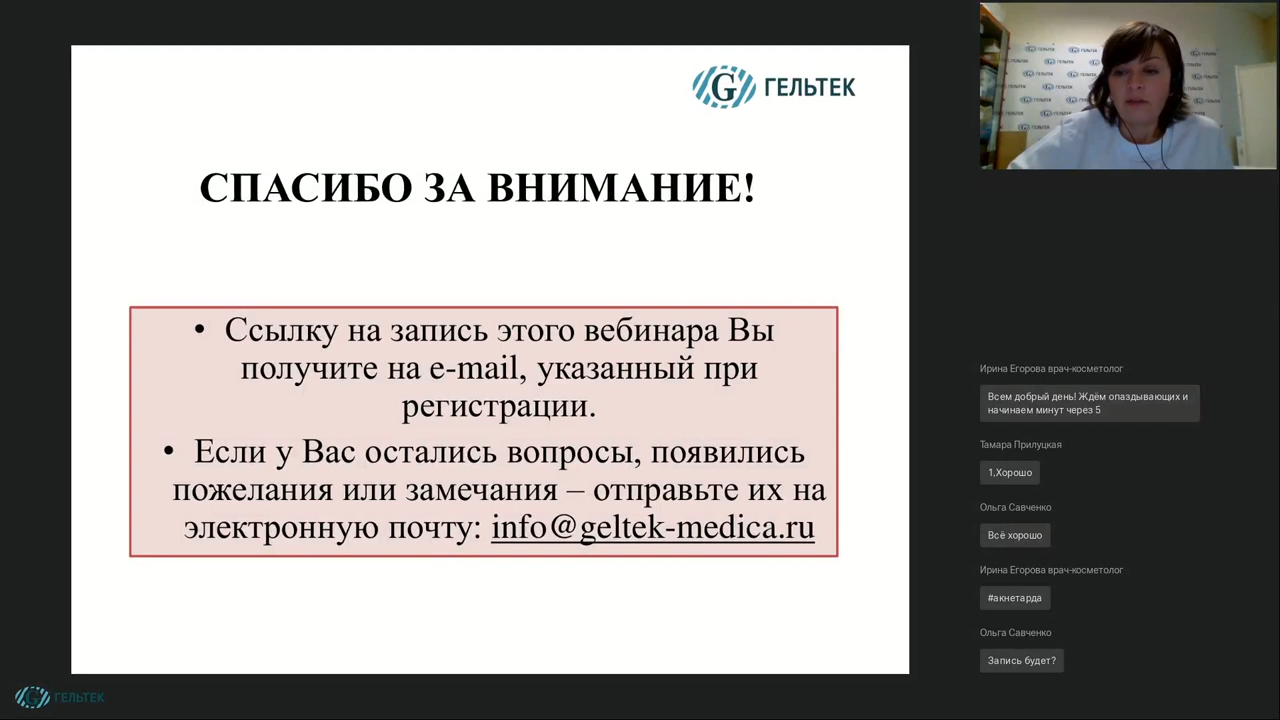 ГЕЛЬТЕК
СПАСИБО ЗА ВНИМАНИЕ!
• Ссылку на запись этого вебинара Вы
получите на e-mail, указанный при
регистрации.
• Если у Вас остались вопросы, появились
пожелания или замечания – отправьте их на
электронную почту: info@geltek-medica.ru
Ирина Егорова врач-косметолог
Всем добрый день! Ждём опаздывающих и
начинаем минут через 5
Тамара Прилуцкая
1,Хорошо
Ольга Савченко
Всё хорошо
Ирина Егорова врач-косметолог
#акнетарда
Ольга Савченко
Запись будет?
ГЕЛЬТЕК